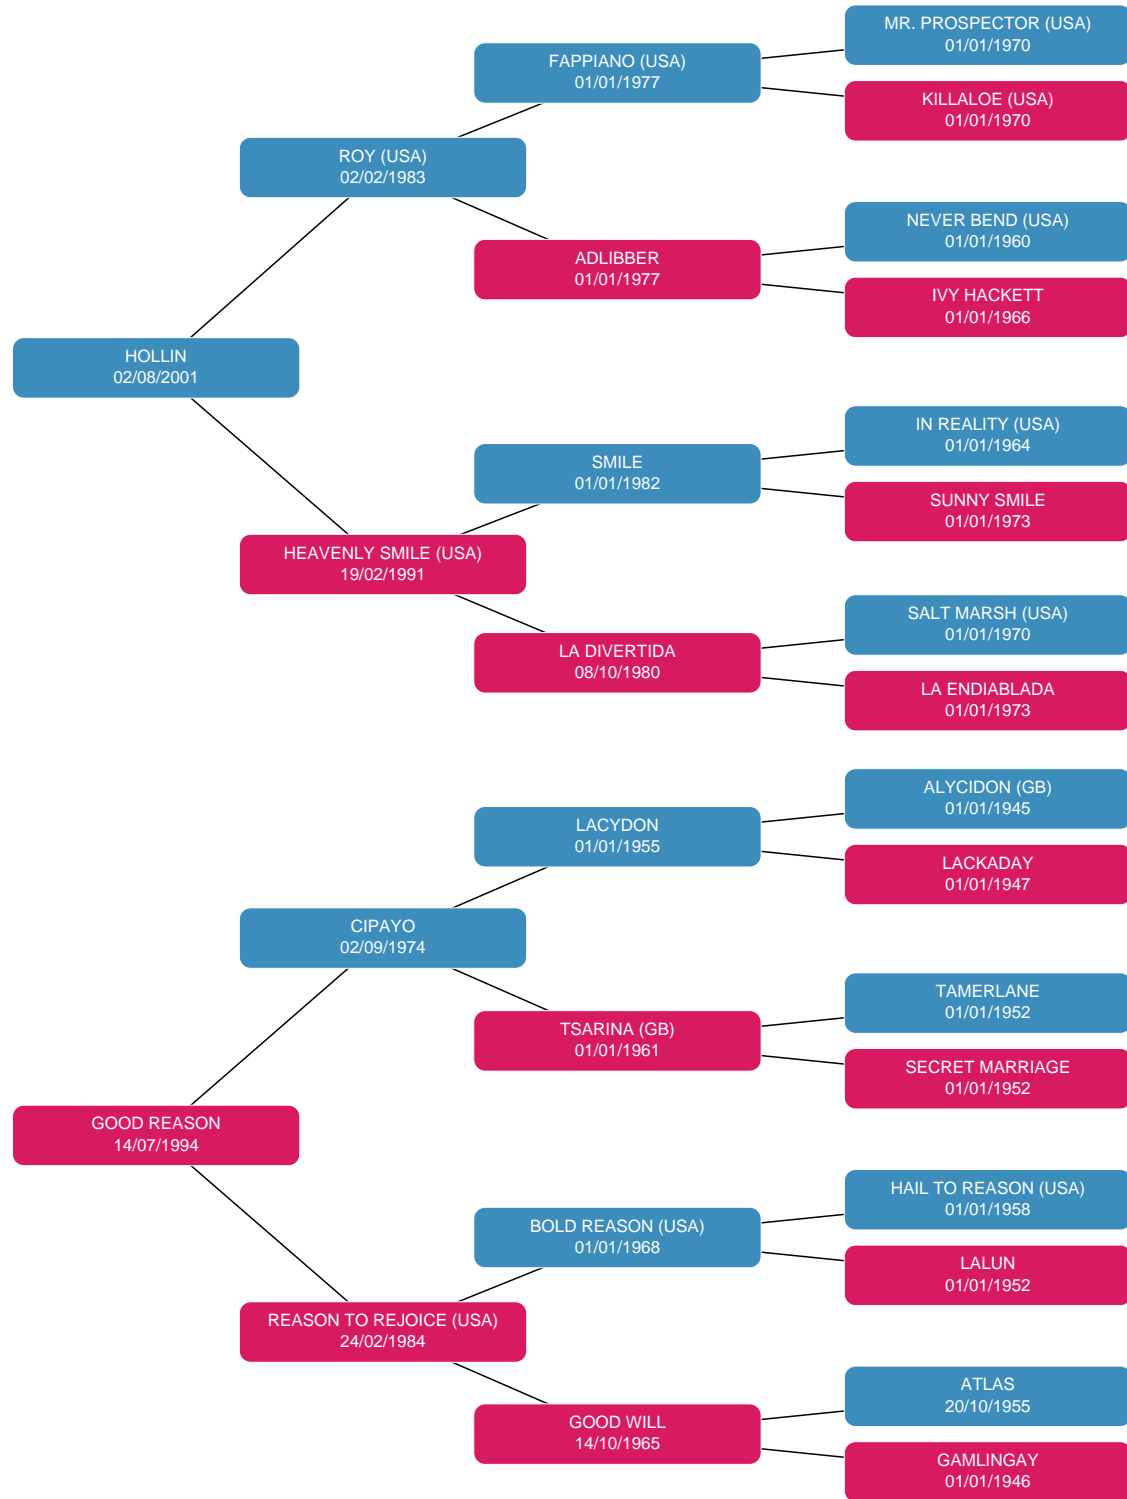 MR. PROSPECTOR (USA)
01/01/1970
FAPPIANO (USA)
01/01/1977
KILLALOE (USA)
01/01/1970
ROY (USA)
02/02/1983
NEVER BEND (USA)
01/01/1960
ADLIBBER
01/01/1977
IVY HACKETT
01/01/1966
HOLLIN
02/08/2001
IN REALITY (USA)
01/01/1964
SMILE
01/01/1982
SUNNY SMILE
01/01/1973
HEAVENLY SMILE (USA)
19/02/1991
SALT MARSH (USA)
01/01/1970
LA DIVERTIDA
08/10/1980
LA ENDIABLADA
01/01/1973
ALYCIDON (GB)
01/01/1945
LACYDON
01/01/1955
LACKADAY
01/01/1947
CIPAYO
02/09/1974
TAMERLANE
01/01/1952
TSARINA (GB)
01/01/1961
SECRET MARRIAGE
01/01/1952
GOOD REASON
14/07/1994
HAIL TO REASON (USA)
01/01/1958
BOLD REASON (USA)
01/01/1968
LALUN
01/01/1952
REASON TO REJOICE (USA)
24/02/1984
ATLAS
20/10/1955
GOOD WILL
14/10/1965
GAMLINGAY
01/01/1946